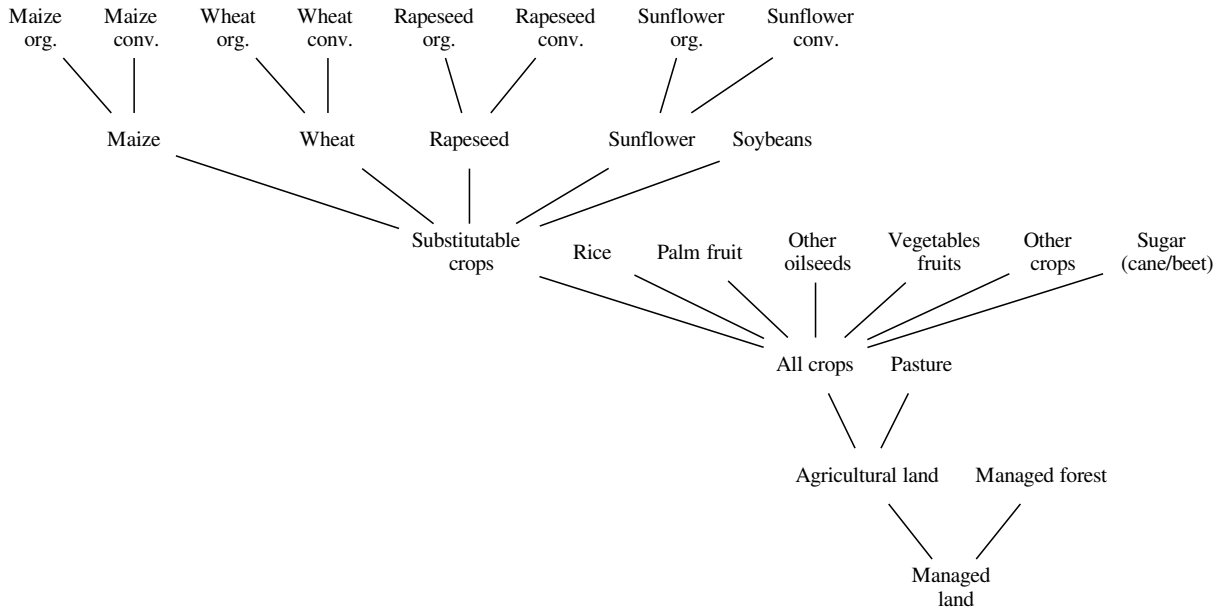 Maize org.
Maize conv.
Wheat org.
Wheat conv.
Rapeseed org.
Rapeseed conv.
Sunflower org.
Sunflower conv.
Maize
Wheat
Rapeseed
Sunflower
Soybeans
Substitutable
crops
Rice
Palm fruit
Other
oilseeds
Vegetables
fruits
Other
crops
Sugar
(cane/beet)
All crops
Pasture
Agricultural land
Managed forest
Managed
land